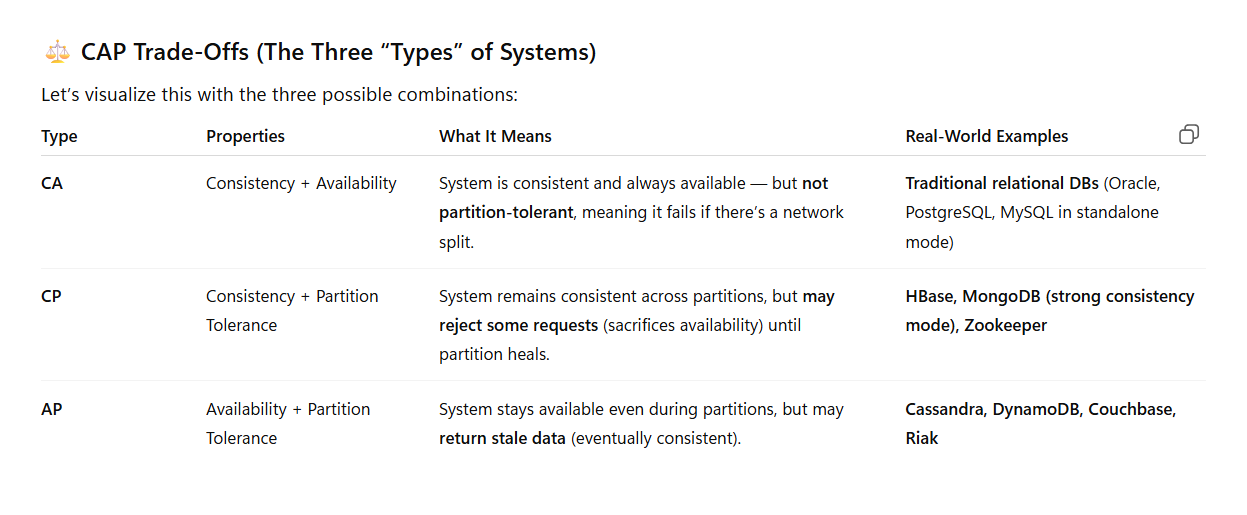 ⚖️ CAP Trade-Offs (The Three “Types” of Systems)
Let’s visualize this with the three possible combinations:
Type Properties What It Means Real-World Examples
CA Consistency + Availability System is consistent and always available — but not Traditional relational DBs (Oracle,
partition-tolerant, meaning it fails if there’s a network PostgreSQL, MySQL in standalone
split. mode)
CP Consistency + Partition System remains consistent across partitions, but may HBase, MongoDB (strong consistency
Tolerance reject some requests (sacrifices availability) until mode), Zookeeper
partition heals.
AP Availability + Partition System stays available even during partitions, but may Cassandra, DynamoDB, Couchbase,
Tolerance return stale data (eventually consistent). Riak